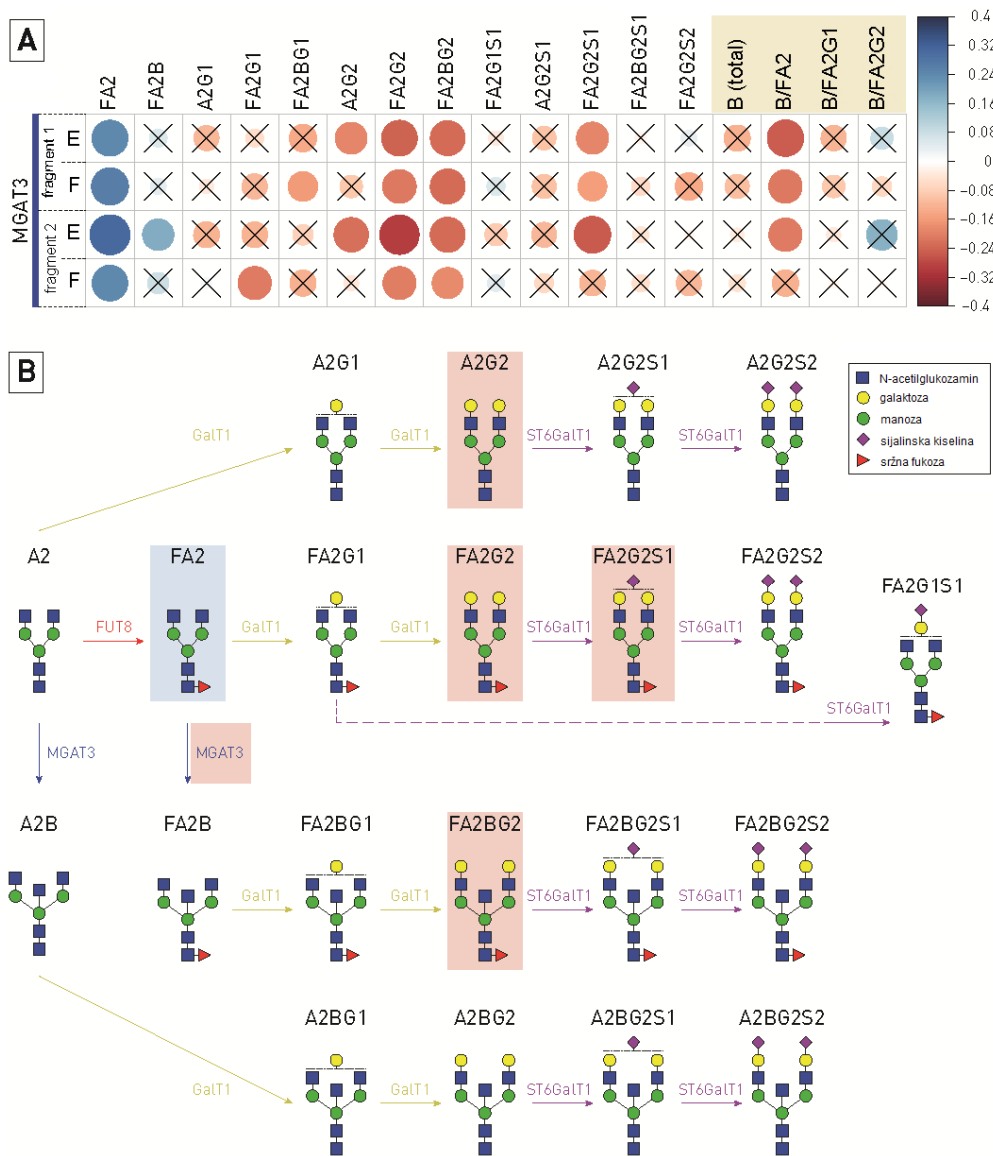 A
FA2 FA2B A2G1 FA2G1 FA2BG1 A2G2 FA2G2 FA2BG2 FA2G1S1 A2G2S1 FA2G2S1 FA2BG2S1 FA2G2S2 B (total) B/FA2 B/FA2G1 B/FA2G2
MGAT3
fragment 1
E
F
fragment 2
E
F
0.4
0.32
0.24
0.16
0.08
0
-0.08
-0.16
-0.24
-0.32
-0.4
B
A2G1 A2G2 A2G2S1 A2G2S2
GalT1 GalT1 ST6GalT1 ST6GalT1
N-acetilglukozamin
galaktoza
manoza
sijalinska kiselina
sržna fukoza
A2 FA2 FA2G1 FA2G2 FA2G2S1 FA2G2S2 FA2G1S1
FUT8 GalT1 GalT1 ST6GalT1 ST6GalT1
ST6GalT1
MGAT3 MGAT3
A2B FA2B FA2BG1 FA2BG2 FA2BG2S1 FA2BG2S2
GalT1 GalT1 ST6GalT1 ST6GalT1
A2BG1 A2BG2 A2BG2S1 A2BG2S2
GalT1 GalT1 ST6GalT1 ST6GalT1